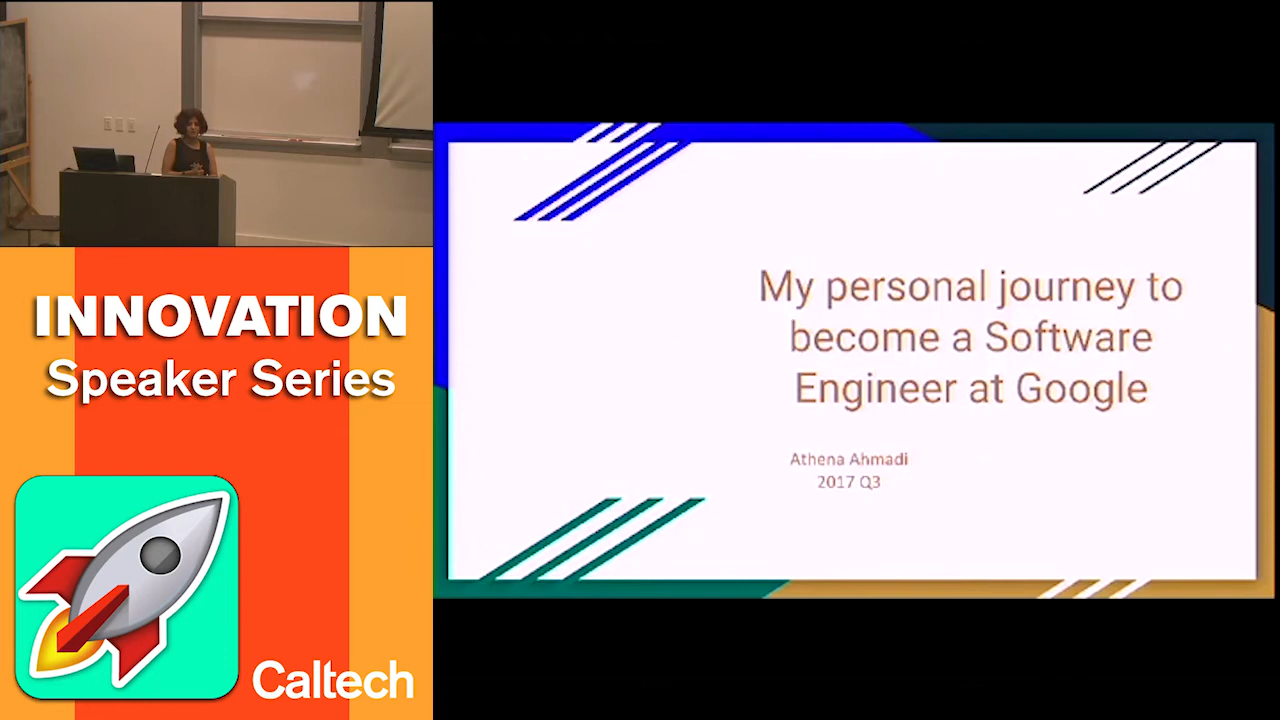 INNOVATION
Speaker Series
Caltech
My personal journey to
become a Software
Engineer at Google
Athena Ahmadi
2017 Q3